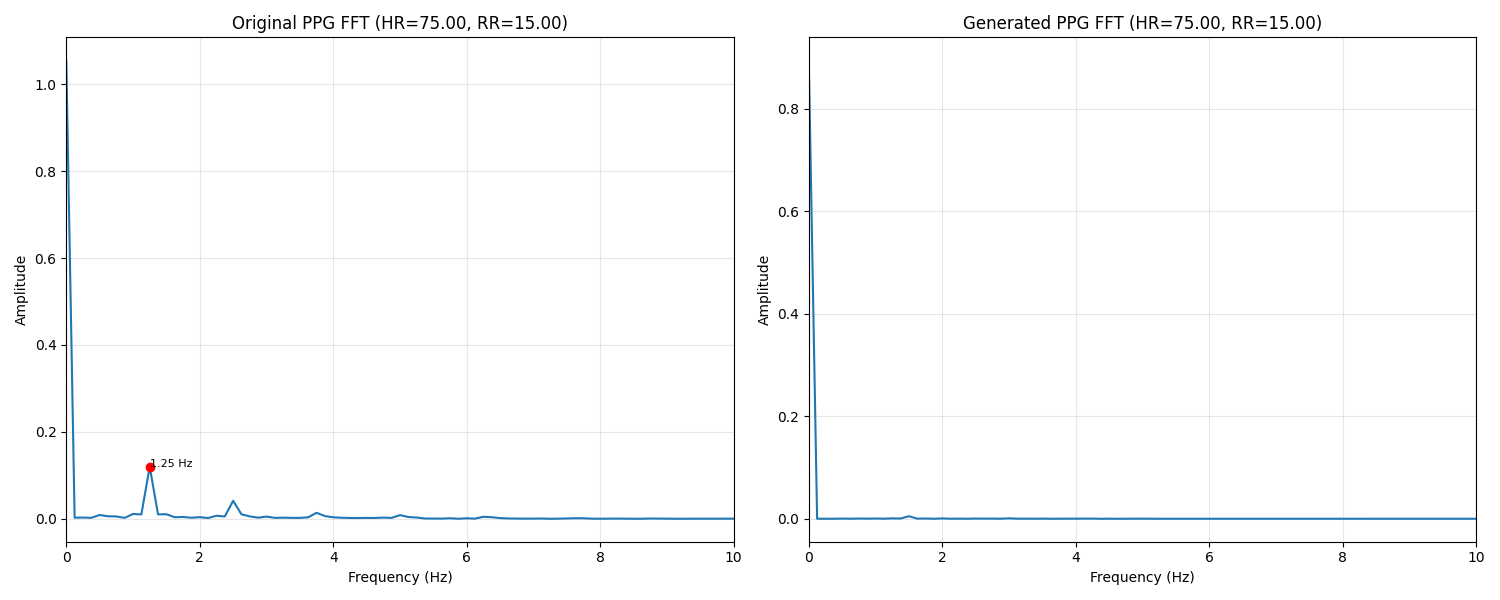 Original PPG FFT (HR=75.00, RR=15.00)
1.0
0.8
0.6
0.4
0.2
0.0
Amplitude
1.25 Hz
0 2 4 6 8 10
Frequency (Hz)
Generated PPG FFT (HR=75.00, RR=15.00)
0.8
0.6
0.4
0.2
0.0
Amplitude
0 2 4 6 8 10
Frequency (Hz)